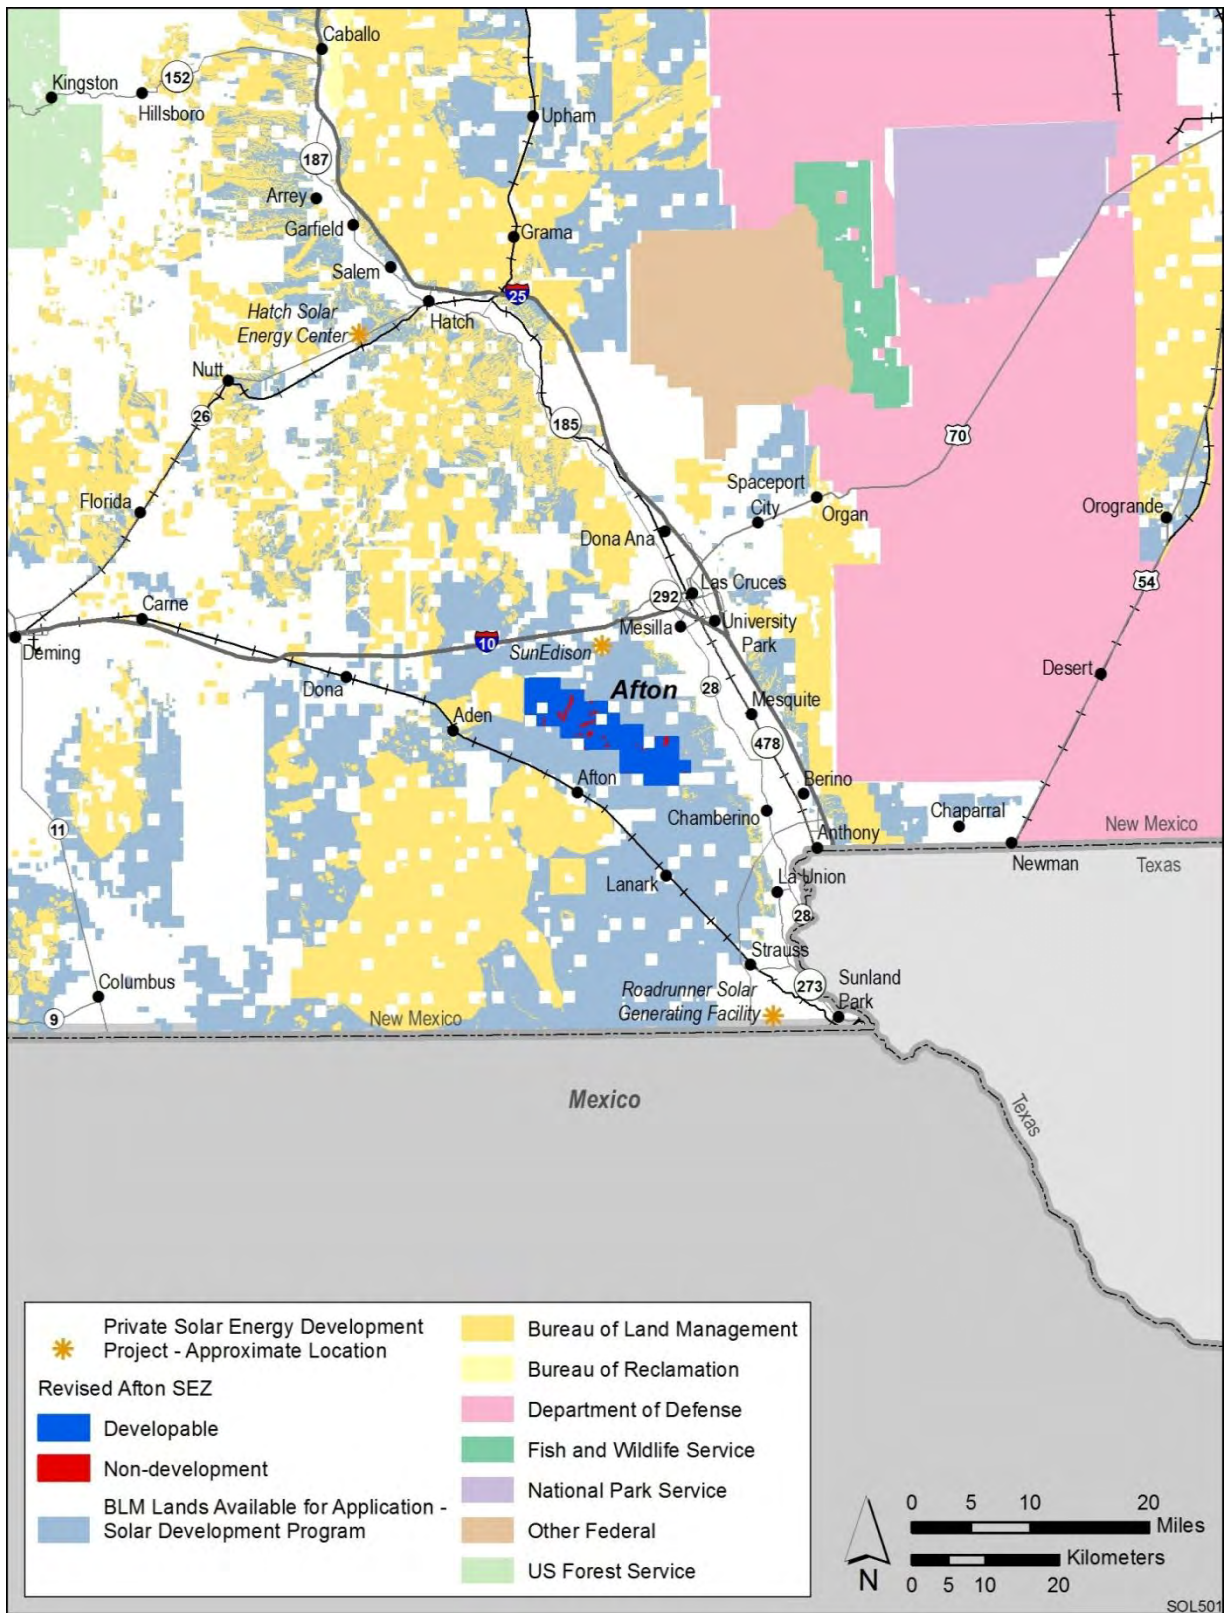 Caballo
Kingston
152
Hillsboro
Upham
187
Arrey
Garfield
Grama
Salem
25
Hatch Solar
Energy Center
Hatch
Nutt
26
185
70
Spaceport
City
Organ
Florida
Orogrande
Dona Ana
54
Las Cruces
292
Carne
University
Park
Mesilla
10
SunEdison
Deming
Desert
Dona
Afton
28
Mesquite
Aden
478
Afton
Berino
Chaparral
Chamberino
11
Anthony
New Mexico
Newman
Texas
Lanark
La Union
28
Strauss
Columbus
Roadrunner Solar
Generating Facility
273
Sunland
Park
9
New Mexico
Mexico
Texas
Private Solar Energy Development
Project - Approximate Location
Revised Afton SEZ
Developable
Non-development
BLM Lands Available for Application -
Solar Development Program
Bureau of Land Management
Bureau of Reclamation
Department of Defense
Fish and Wildlife Service
National Park Service
Other Federal
US Forest Service
N
0 5 10 20
Miles
Kilometers
0 5 10 20
SOL501